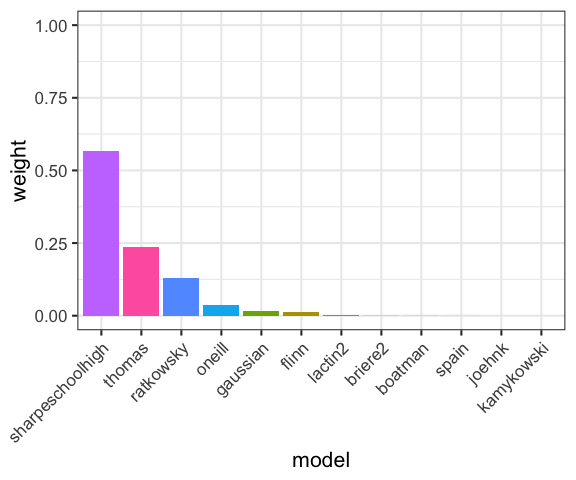 1.00
0.75
0.50
0.25
0.00
weight
sharpeschoolhigh
thomas
ratkowsky
oneill
gaussian
flinn
lactin2
briere2
boatman
spain
joehnk
kamykowski
model